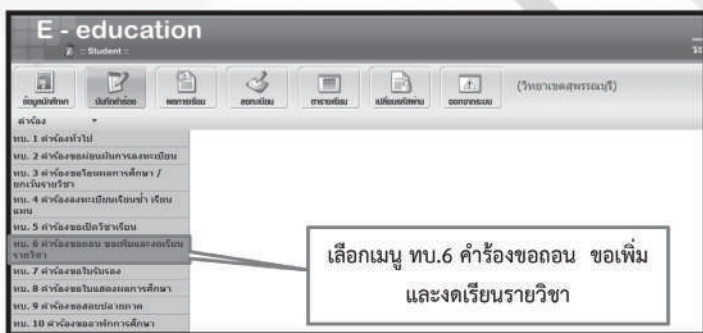 E - education
:: Student ::
ข้อมูลนักศึกษา บันทึกคำร้อง ผลการเรียน ลงทะเบียน ตารางเรียน เปลี่ยนรหัสผ่าน ออกจากระบบ (วิทยาเขตสุพรรณบุรี)
คำร้อง
ทบ. 1 คำร้องทั่วไป
ทบ. 2 คำร้องขอผ่อนผันการลงทะเบียน
ทบ. 3 คำร้องขอโอนผลการศึกษา /
ยกเว้นรายวิชา
ทบ. 4 คำร้องลงทะเบียนเรียนซ้ำ เรียน
แทน
ทบ. 5 คำร้องขอเปิดวิชาเรียน
ทบ. 6 คำร้องขอถอน ขอเพิ่มและงดเรียน
รายวิชา
ทบ. 7 คำร้องขอใบรับรอง
ทบ. 8 คำร้องขอใบแสดงผลการศึกษา
ทบ. 9 คำร้องขอสอบปลายภาค
ทบ. 10 คำร้องขอลาพักการศึกษา
เลือกเมนู ทบ.6 คำร้องขอถอน ขอเพิ่ม
และงดเรียนรายวิชา